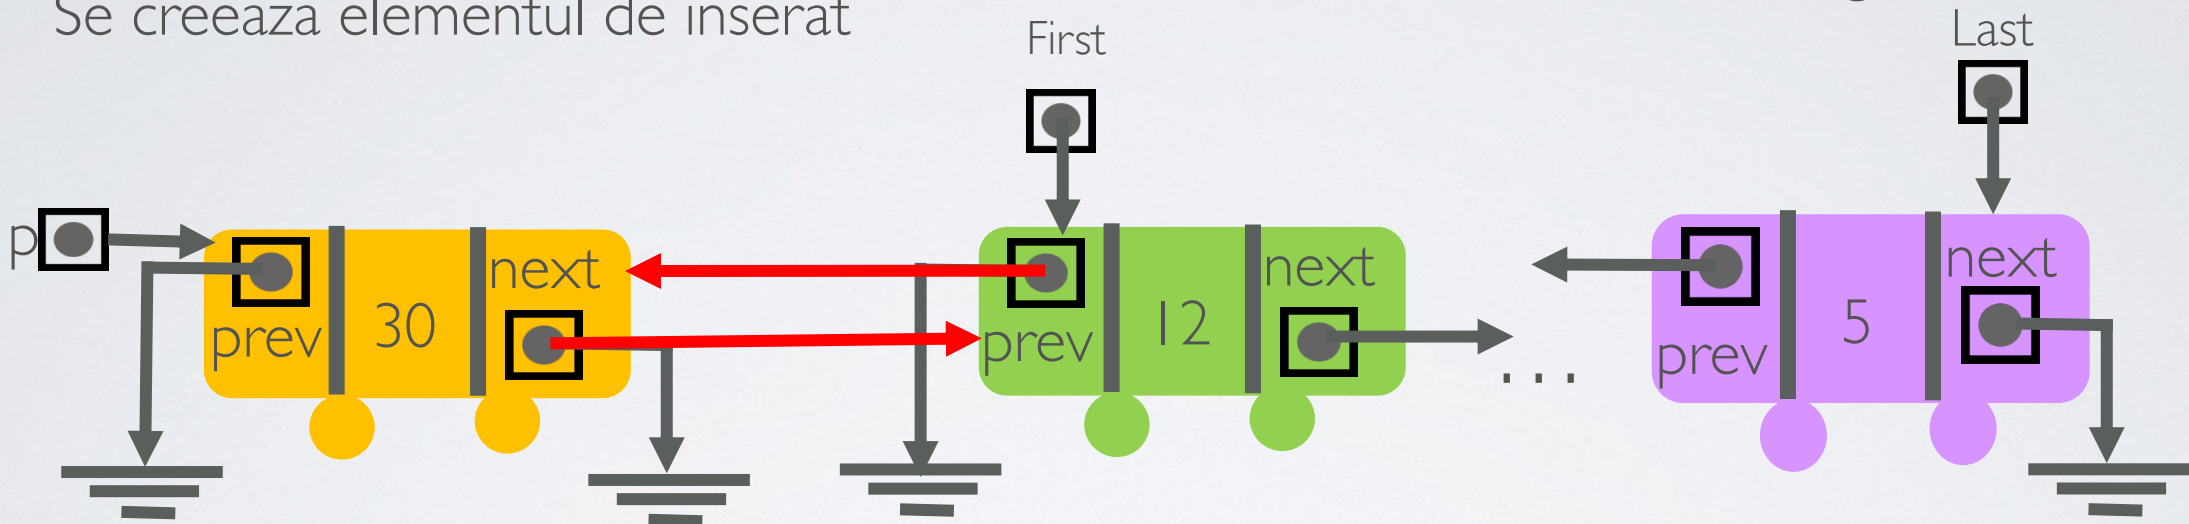 Se creeaza elementul de inserat
First
Last
p
next
next
next
30
12
5
prev
prev
prev
...